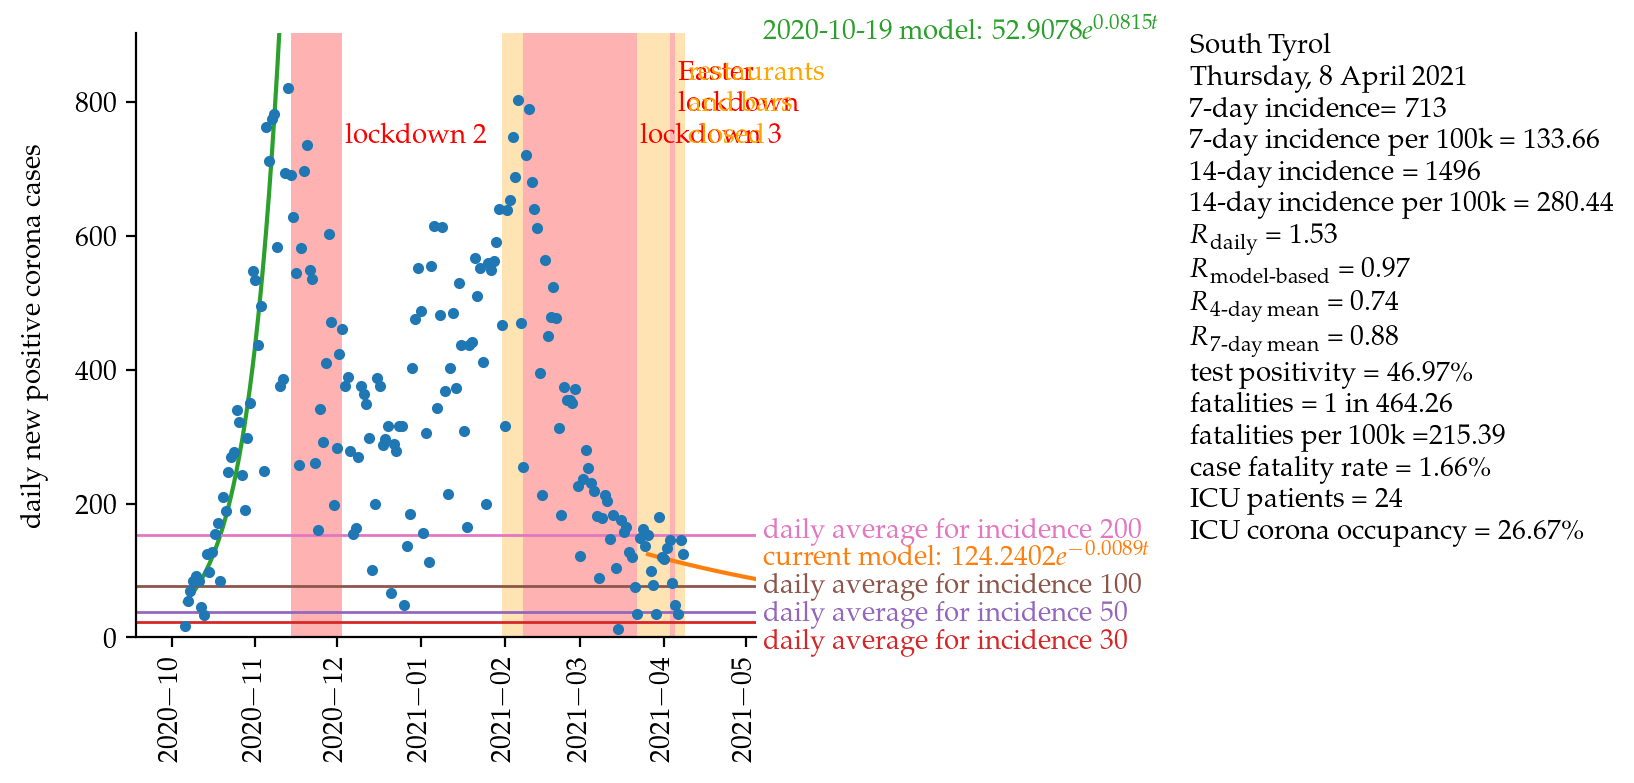 2020-10-19 model: 52.9078e^0.0815t
Easter
lockdown
restaurants
and bars
closed
lockdown 2
lockdown 3
daily new positive corona cases
800
600
400
200
0
2020−10
2020−11
2020−12
2021−01
2021−02
2021−03
2021−04
2021−05
daily average for incidence 200
current model: 124.2402e^−0.0089t
daily average for incidence 100
daily average for incidence 50
daily average for incidence 30
South Tyrol
Thursday, 8 April 2021
7-day incidence= 713
7-day incidence per 100k = 133.66
14-day incidence = 1496
14-day incidence per 100k = 280.44
R daily = 1.53
R model-based = 0.97
R 4-day mean = 0.74
R 7-day mean = 0.88
test positivity = 46.97%
fatalities = 1 in 464.26
fatalities per 100k =215.39
case fatality rate = 1.66%
ICU patients = 24
ICU corona occupancy = 26.67%